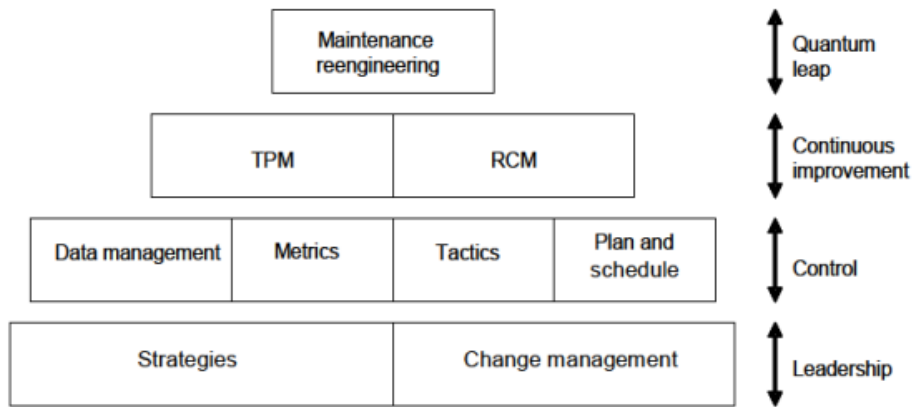 Maintenance
reengineering
Quantum
leap
TPM
RCM
Continuous
improvement
Data management
Metrics
Tactics
Plan and
schedule
Control
Strategies
Change management
Leadership